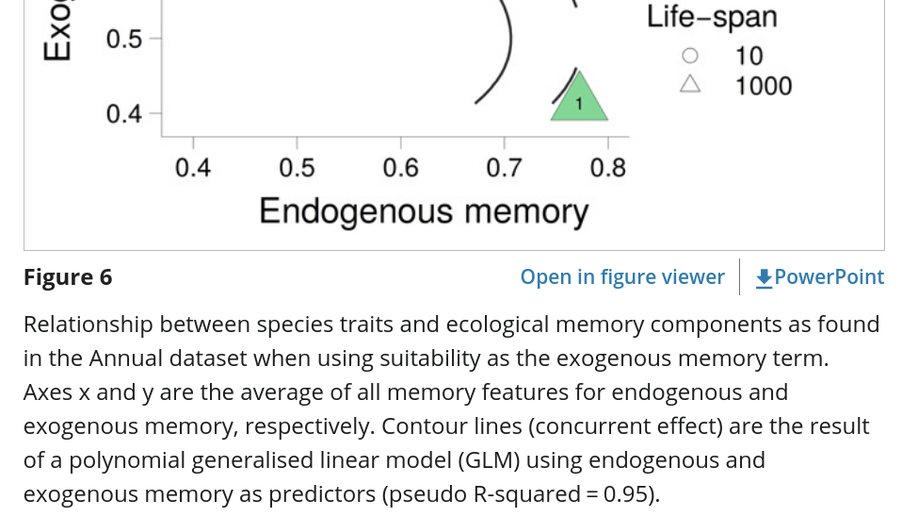 Exo
0.5
0.4
1
0.4 0.5 0.6 0.7 0.8
Endogenous memory
Life-span
10
1000
Figure 6
Open in figure viewer
PowerPoint
Relationship between species traits and ecological memory components as found
in the Annual dataset when using suitability as the exogenous memory term.
Axes x and y are the average of all memory features for endogenous and
exogenous memory, respectively. Contour lines (concurrent effect) are the result
of a polynomial generalised linear model (GLM) using endogenous and
exogenous memory as predictors (pseudo R-squared = 0.95).